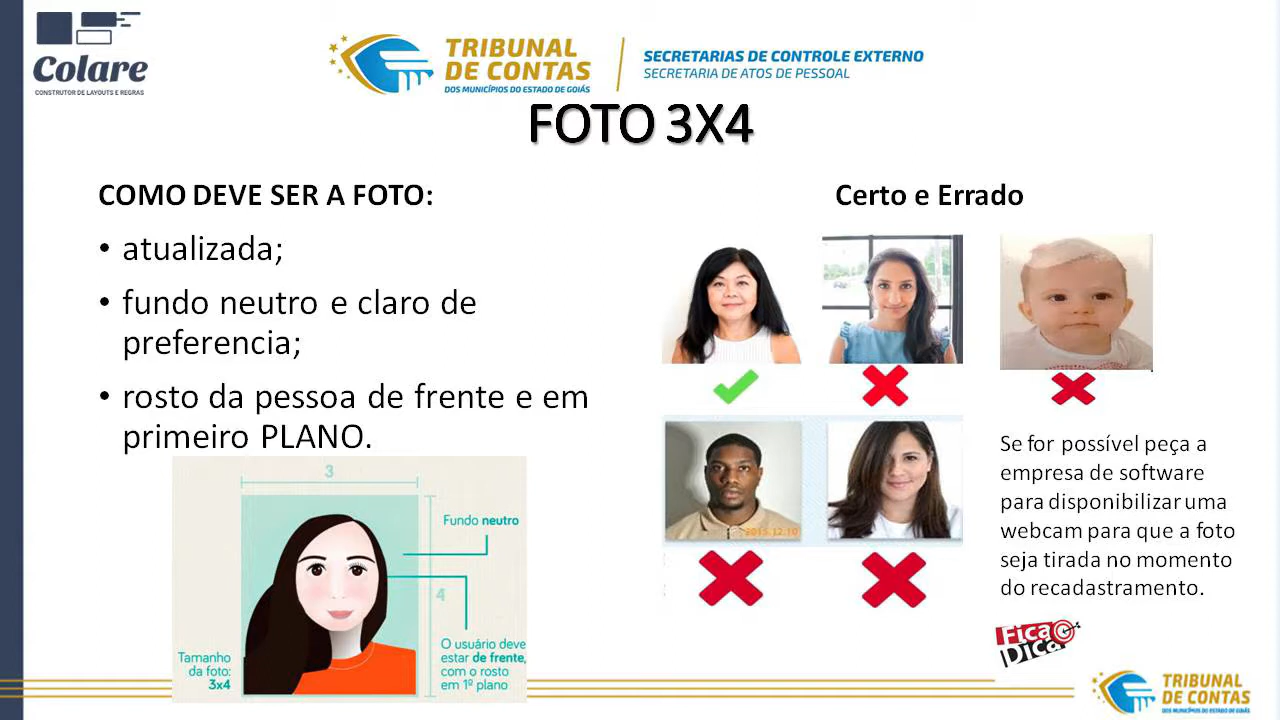 Colare
CONSTRUTOR DE LAYOUTS E REGRAS
TRIBUNAL
DE CONTAS
DOS MUNICÍPIOS DO ESTADO DE GOIÁS
SECRETARIAS DE CONTROLE EXTERNO
SECRETARIA DE ATOS DE PESSOAL
FOTO 3X4
COMO DEVE SER A FOTO:
• atualizada;
• fundo neutro e claro de
preferencia;
• rosto da pessoa de frente e em
primeiro PLANO.
3
Fundo neutro
4
O usuário deve
estar de frente,
com o rosto
em 1º plano
Tamanho
da foto:
3x4
Certo e Errado
2015.12.10
Se for possível peça a
empresa de software
para disponibilizar uma
webcam para que a foto
seja tirada no momento
do recadastramento.
Fica
Dica
TRIBUNAL
DE CONTAS
DOS MUNICÍPIOS DO ESTADO DE GOIÁS